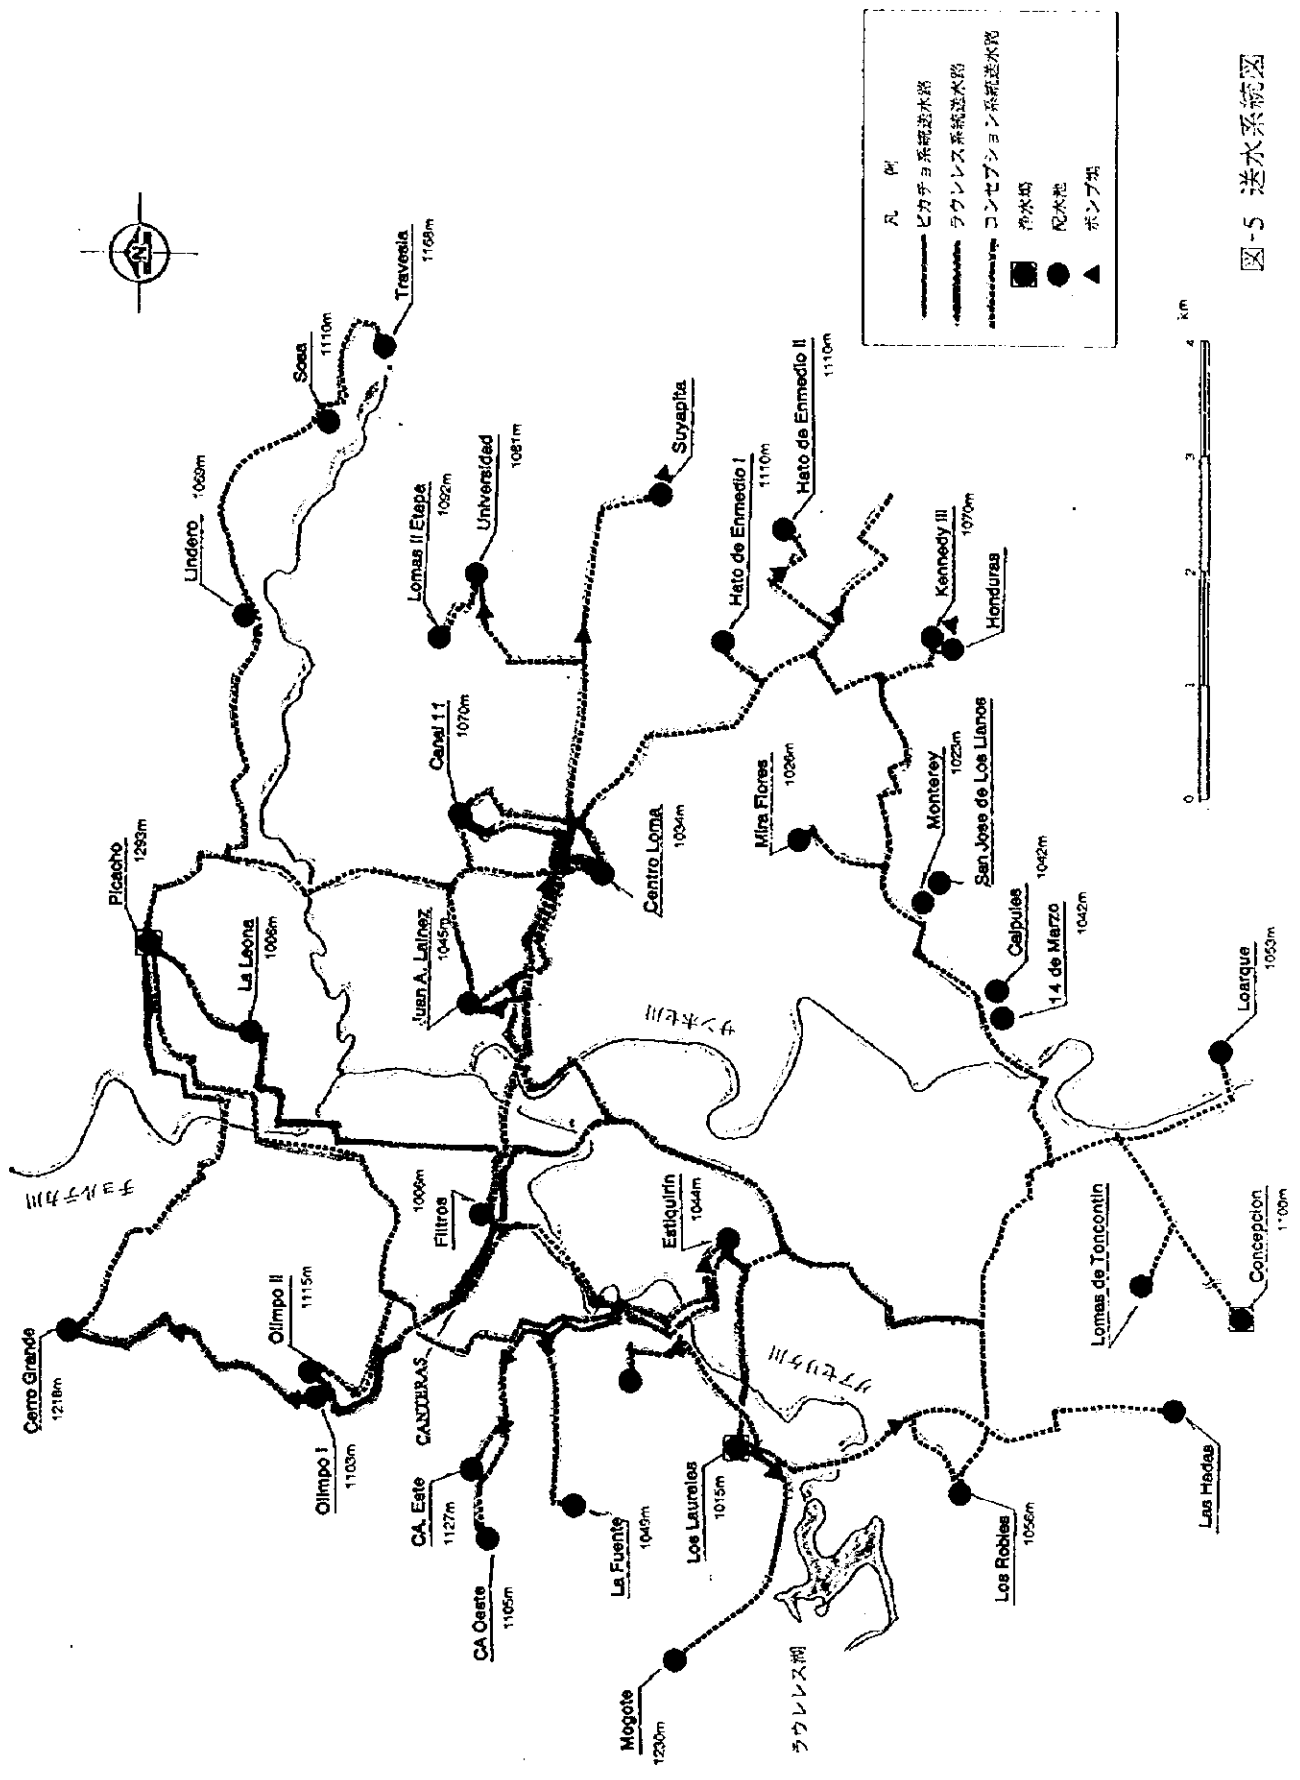 N
Cerro Grande
1218m
Olimpo II
1115m
Olimpo I
1103m
CANTERAS
CA. Este
1127m
CA Oeste
1105m
La Fuente
1049m
Mogote
1230m
Los Laureles
1015m
ラウレレス湖
Los Robles
1056m
Las Hadas
チョルテカ川
Filtros
1006m
Estiquirin
1044m
Lomas de Toncontin
Concepcion
1100m
Picacho
1293m
La Leona
1006m
Juan A. Lainez
1045m
サンホセ川
Centro Loma
1034m
Mira Flores
1026m
Monterey
1023m
San Jose de Los Llanos
Calpules
1042m
14 de Marzo
1042m
Loarque
1053m
Lindero
1069m
Sosa
1110m
Travesia
1168m
Lomas II Etapa
1092m
Universidad
1081m
Canal 11
1070m
Suyapita
Hato de Enmedio I
1110m
Hato de Enmedio II
1110m
Kennedy III
1070m
Honduras
凡 例
ピカチョ系統送水路
ラウレレス系統送水路
コンセプション系統送水路
浄水場
配水池
ポンプ場
0 1 2 3 4 km
図-5 送水系統図